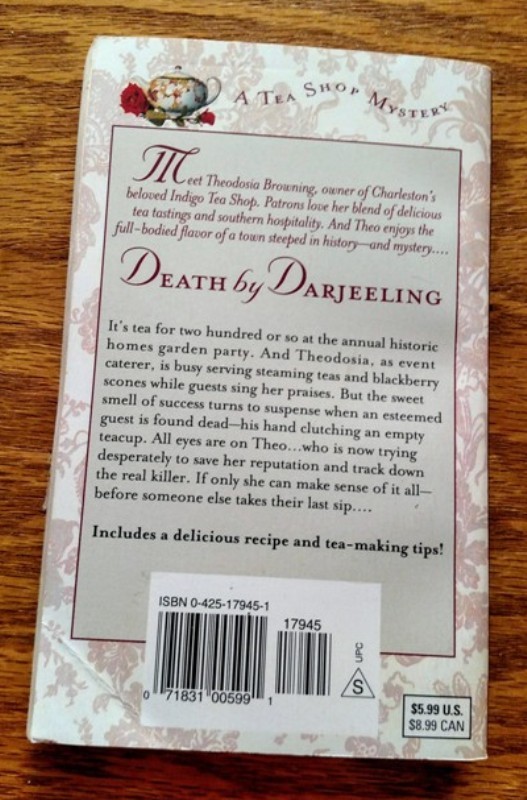 A TEA SHOP MYSTERY
Meet Theodosia Browning, owner of Charleston's
beloved Indigo Tea Shop. Patrons love her blend of delicious
tea tastings and southern hospitality. And Theo enjoys the
full-bodied flavor of a town steeped in history—and mystery....
DEATH by DARJEELING
It's tea for two hundred or so at the annual historic
homes garden party. And Theodosia, as event
caterer, is busy serving steaming teas and blackberry
scones while guests sing her praises. But the sweet
smell of success turns to suspense when an esteemed
guest is found dead—his hand clutching an empty
teacup. All eyes are on Theo...who is now trying
desperately to save her reputation and track down
the real killer. If only she can make sense of it all—
before someone else takes their last sip....
Includes a delicious recipe and tea-making tips!
ISBN 0-425-17945-1
17945
UPC
S
0 71831 00599 1
$5.99 U.S.
$8.99 CAN